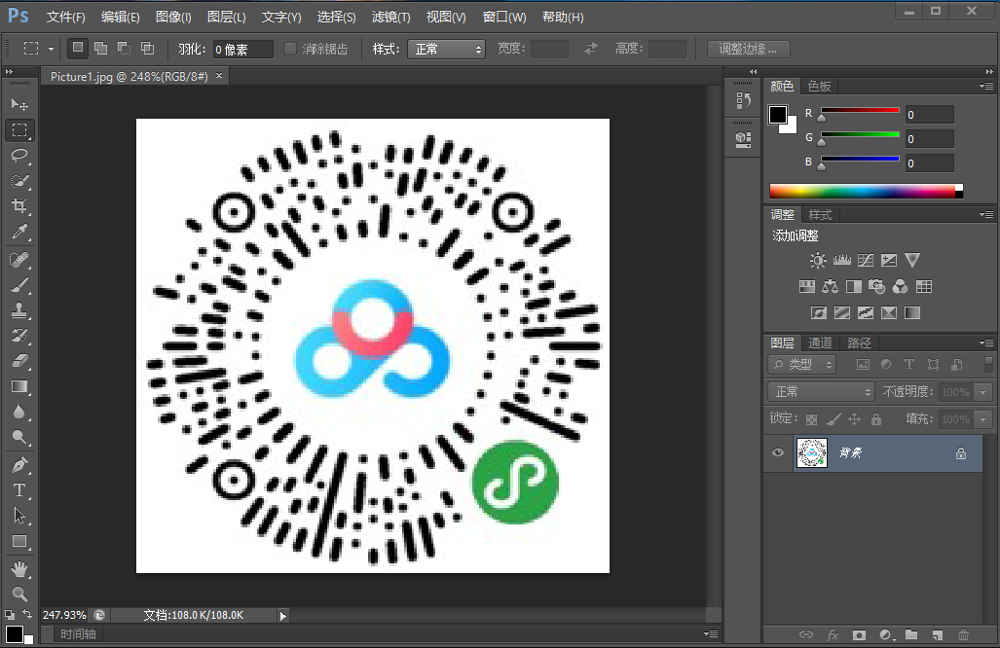 Ps 文件(F) 编辑(E) 图像(I) 图层(L) 文字(Y) 选择(S) 滤镜(T) 视图(V) 窗口(W) 帮助(H)
羽化: 0 像素 消除锯齿 样式: 正常 宽度: 高度: 调整边缘...
Picture1.jpg @ 248%(RGB/8#) ×
颜色 色板
R 0
G 0
B 0
调整 样式
添加调整
图层 通道 路径
类型
正常 不透明度: 100%
锁定: 填充: 100%
背景
247.93% 文档:108.0K/108.0K
时间轴